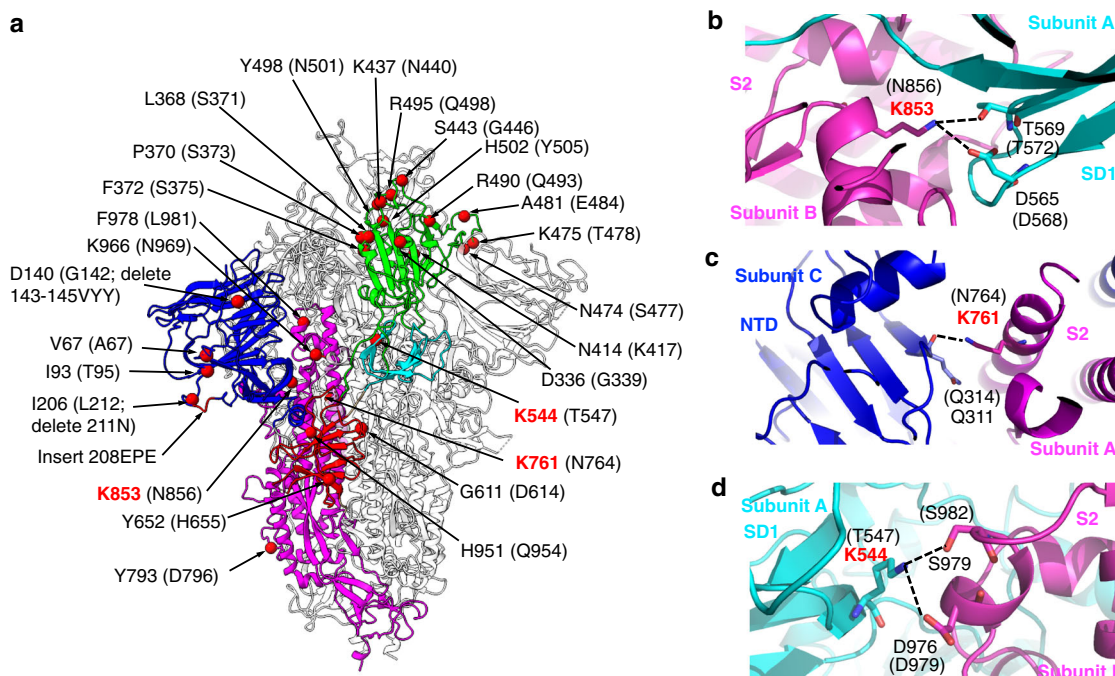 a
Y498 (N501)
K437 (N440)
L368 (S371)
R495 (Q498)
S443 (G446)
P370 (S373)
H502 (Y505)
F372 (S375)
R490 (Q493)
F978 (L981)
A481 (E484)
K966 (N969)
K475 (T478)
D140 (G142; delete
143-145VYY)
N474 (S477)
V67 (A67)
N414 (K417)
I93 (T95)
D336 (G339)
I206 (L212;
delete 211N)
K544 (T547)
Insert 208EPE
K761 (N764)
K853 (N856)
G611 (D614)
Y652 (H655)
H951 (Q954)
Y793 (D796)
b
Subunit A
S2
(N856)
K853
T569
(T572)
SD1
Subunit B
D565
(D568)
c
Subunit C
(N764)
K761
NTD
S2
(Q314)
Q311
Subunit A
d
Subunit A
(S982)
S2
SD1
(T547)
K544
S979
D976
(D979)
Subunit